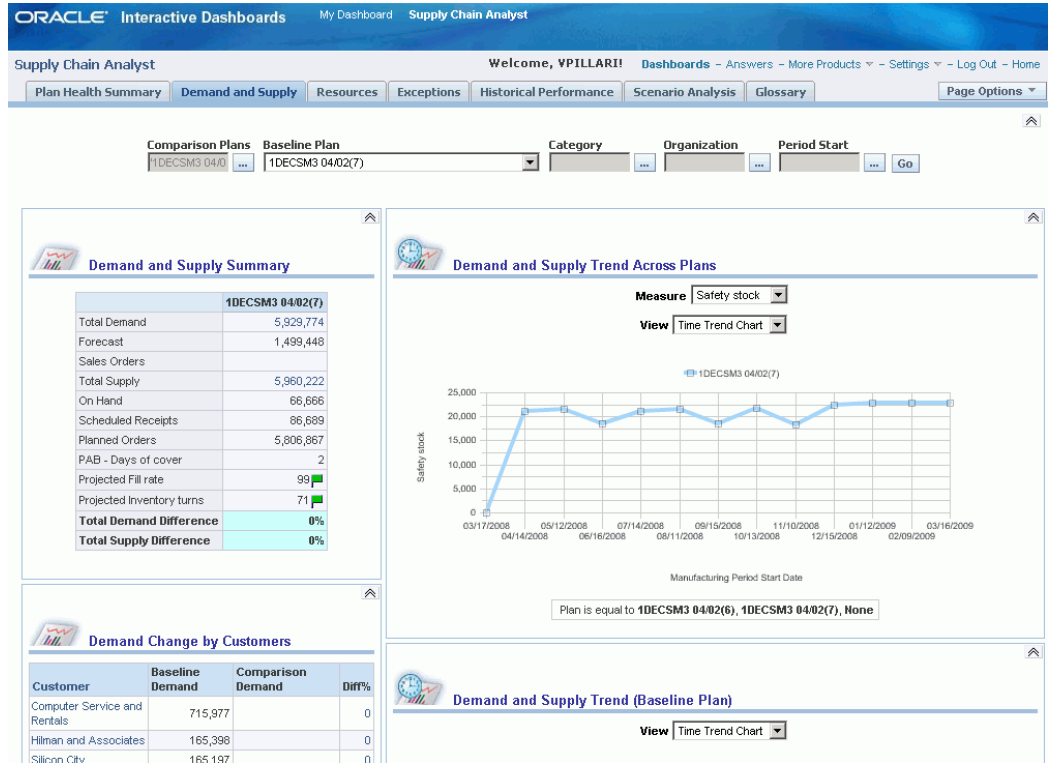 ORACLE Interactive Dashboards My Dashboard Supply Chain Analyst
Supply Chain Analyst Welcome, VPILLARI! Dashboards - Answers - More Products - Settings - Log Out - Home
Plan Health Summary Demand and Supply Resources Exceptions Historical Performance Scenario Analysis Glossary Page Options
Comparison Plans Baseline Plan Category Organization Period Start
'1DECSM3 04/0 ... 1DECSM3 04/02(7) ... ... ... Go
Demand and Supply Summary
1DECSM3 04/02(7)
Total Demand 5,929,774
Forecast 1,499,448
Sales Orders
Total Supply 5,960,222
On Hand 66,666
Scheduled Receipts 86,689
Planned Orders 5,806,867
PAB - Days of cover 2
Projected Fill rate 99
Projected Inventory turns 71
Total Demand Difference 0%
Total Supply Difference 0%
Demand and Supply Trend Across Plans
Measure Safety stock
View Time Trend Chart
1DECSM3 04/02(7)
Safety stock
25,000
20,000
15,000
10,000
5,000
0
03/17/2008 05/12/2008 07/14/2008 09/15/2008 11/10/2008 01/12/2009 03/16/2009
04/14/2008 06/16/2008 08/11/2008 10/13/2008 12/15/2008 02/09/2009
Manufacturing Period Start Date
Plan is equal to 1DECSM3 04/02(6), 1DECSM3 04/02(7), None
Demand Change by Customers
Customer Baseline Demand Comparison Demand Diff%
Computer Service and Rentals 715,977 0
Hilman and Associates 165,398 0
Silicon City 165,197 0
Demand and Supply Trend (Baseline Plan)
View Time Trend Chart